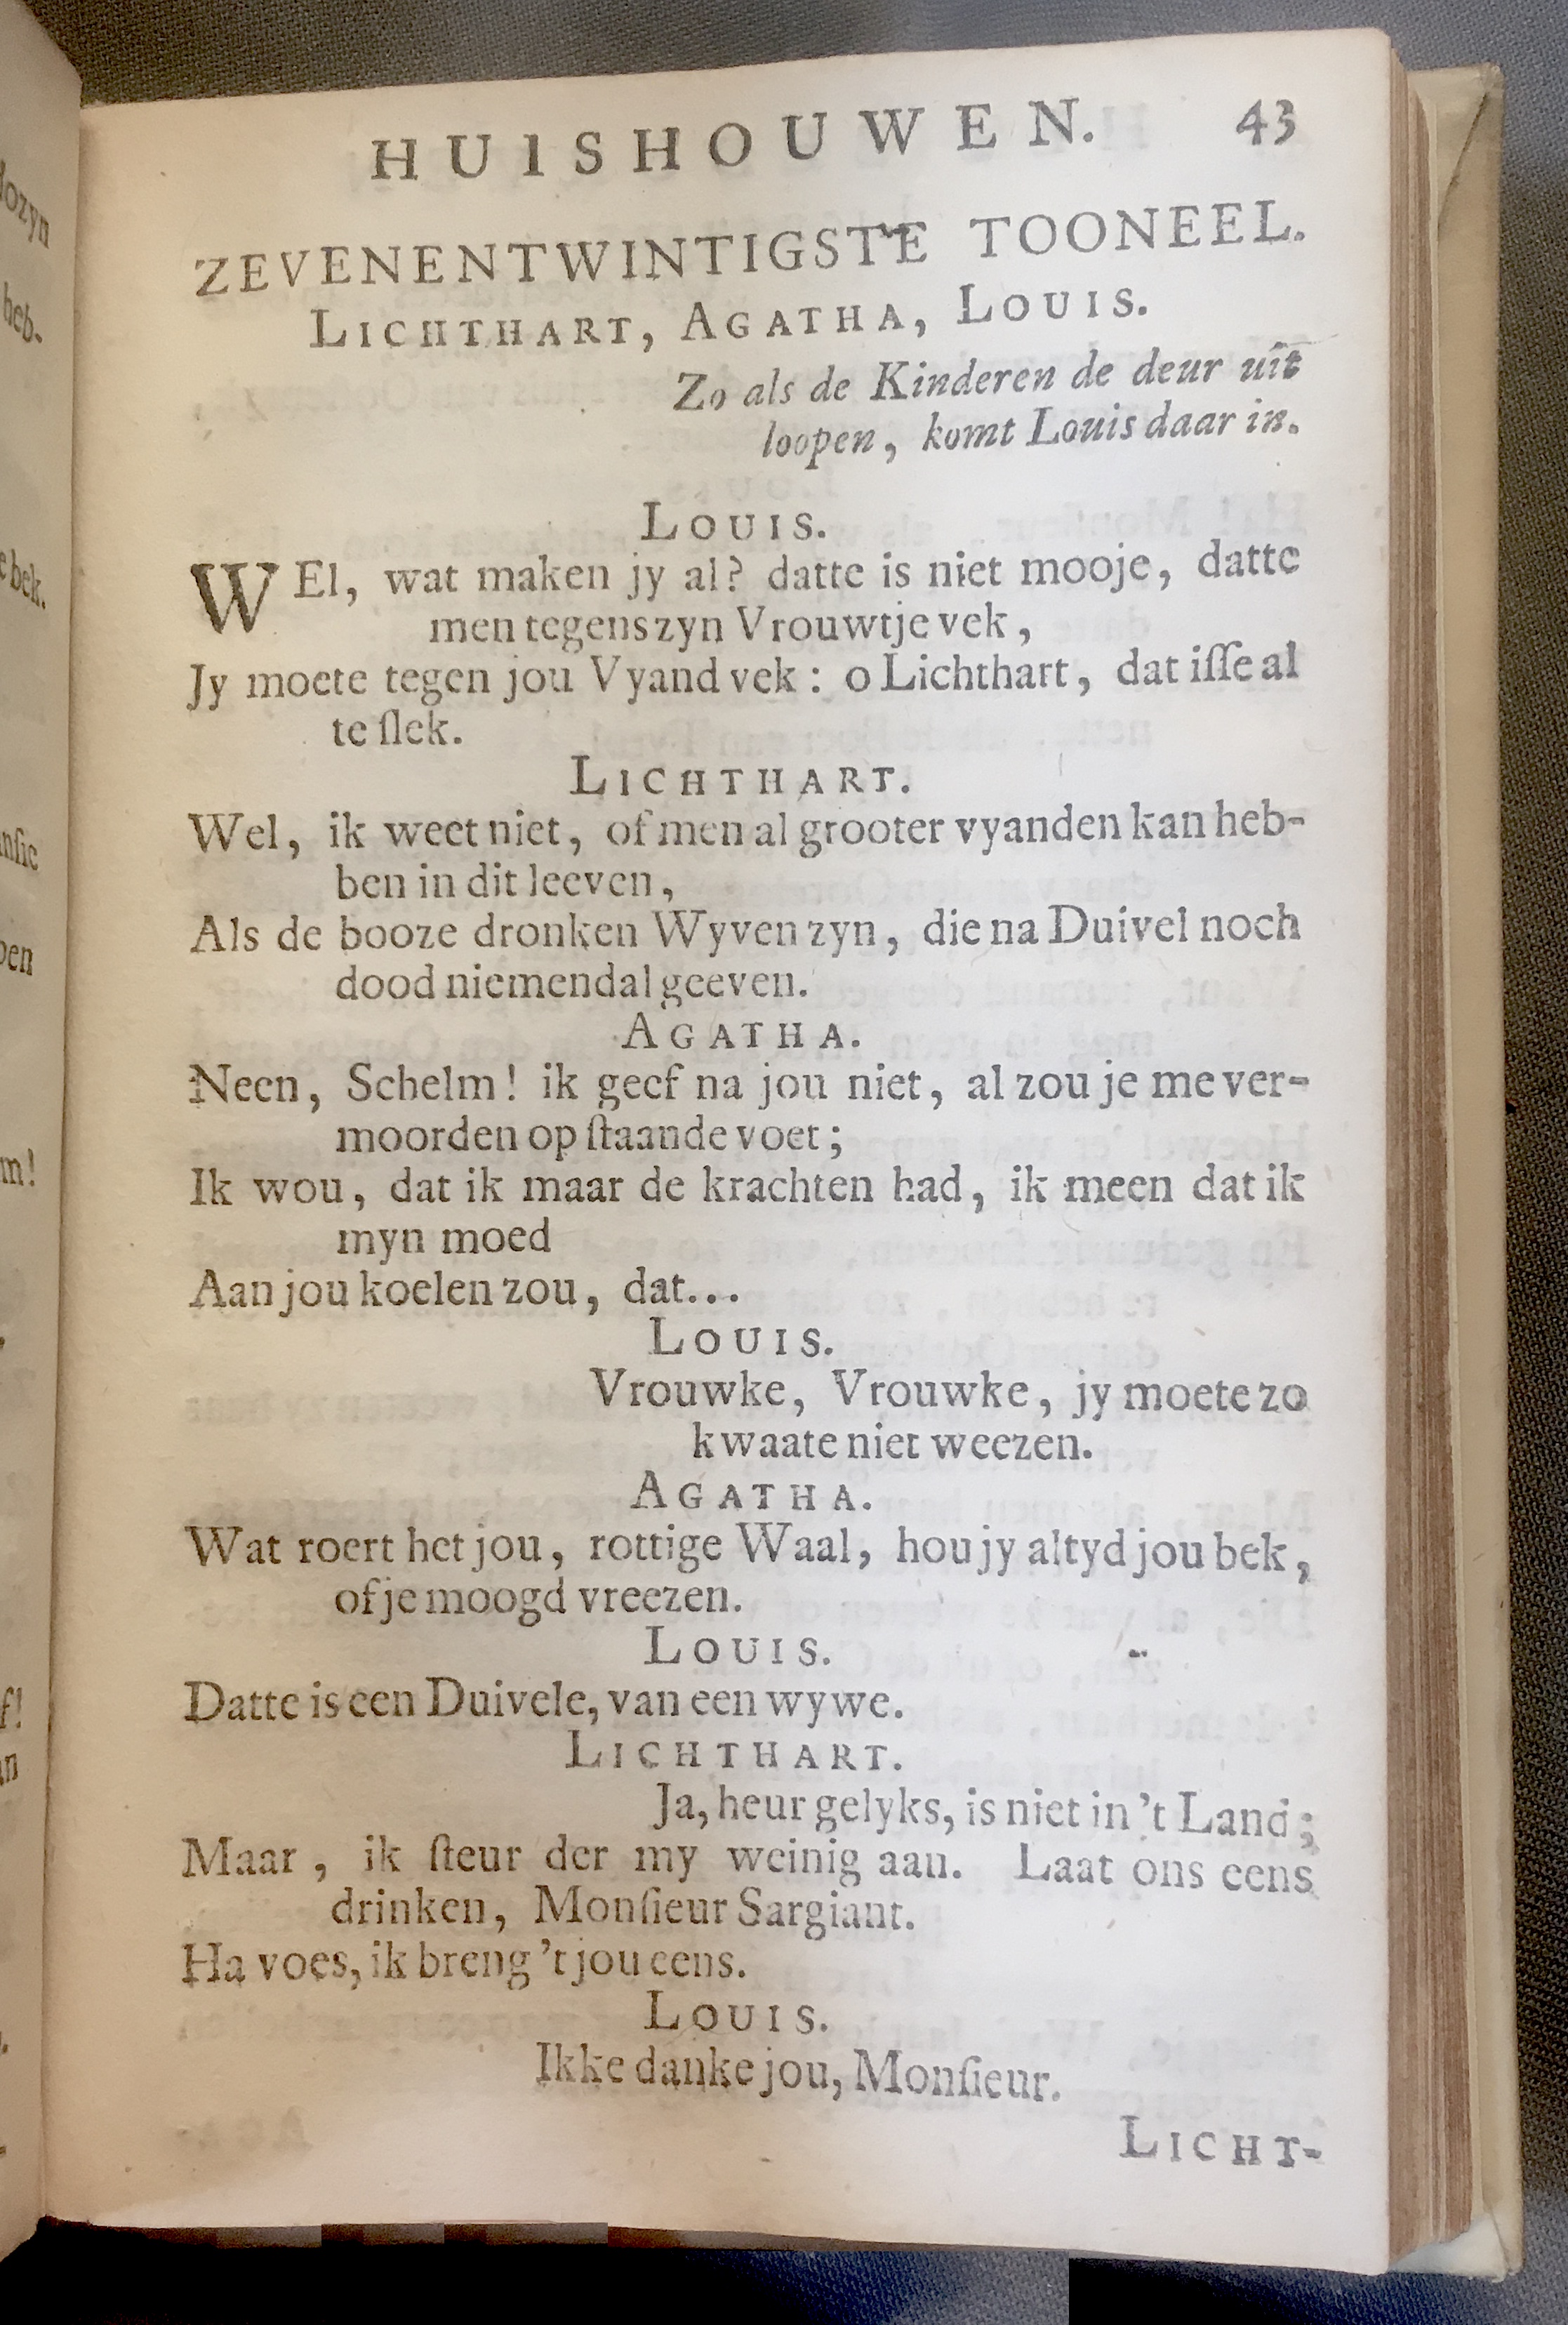 HUISHOUWEN. 43
ZEVENENTWINTIGSTE TOONEEL.
LICHTHART, AGATHA, LOUIS.
Zo als de Kinderen de deur uit
loopen, komt Louis daar in.
LOUIS.
WEl, wat maken jy al? datte is niet mooje, datte
men tegens zyn Vrouwtje vek,
Jy moete tegen jou Vyand vek: o Lichthart, dat iſſe al
te ſlek.
LICHTHART.
Wel, ik weet niet, of men al grooter vyanden kan heb-
ben in dit leeven,
Als de booze dronken Wyven zyn, die na Duivel noch
dood niemendal geeven.
AGATHA.
Neen, Schelm! ik geef na jou niet, al zou je me ver-
moorden op ſtaande voet;
Ik wou, dat ik maar de krachten had, ik meen dat ik
myn moed
Aan jou koelen zou, dat...
LOUIS.
Vrouwke, Vrouwke, jy moete zo
kwaate niet weezen.
AGATHA.
Wat roert het jou, rottige Waal, hou jy altyd jou bek,
of je moogd vreezen.
LOUIS.
Datte is een Duivele, van een wywe.
LICHTHART.
Ja, heur gelyks, is niet in 't Land;
Maar, ik ſteur der my weinig aan. Laat ons eens
drinken, Monſieur Sargiant.
Ha voes, ik breng 't jou eens.
LOUIS.
Ikke danke jou, Monſieur.
LICHT-